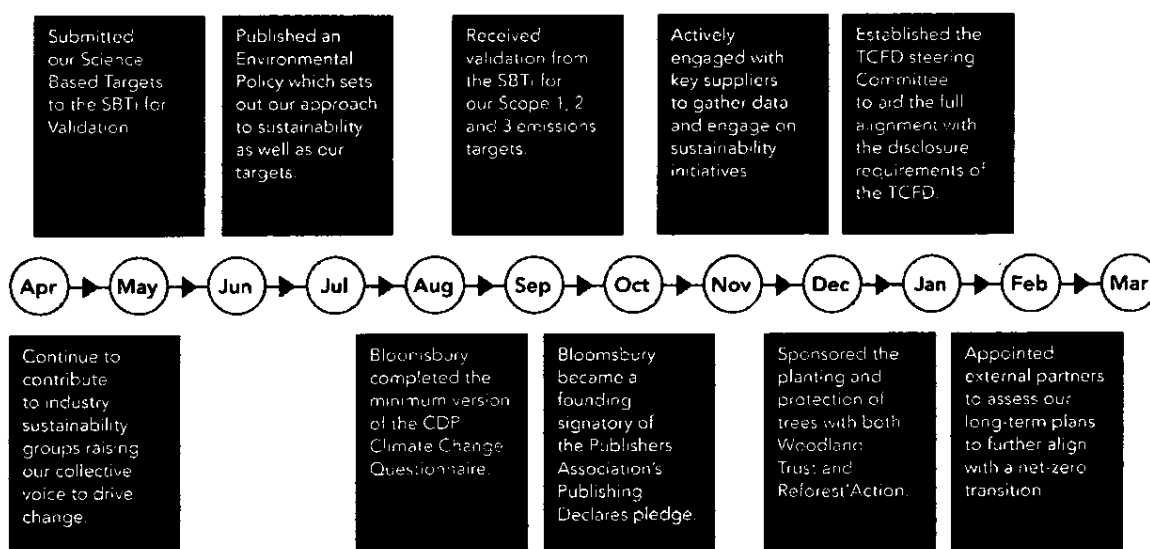 Submitted
our Science
Based Targets
to the SBTi for
Validation
Published an
Environmental
Policy which sets
out our approach
to sustainability
as well as our
targets.
Received
validation from
the SBTi for
our Scope 1, 2
and 3 emissions
targets.
Actively
engaged with
key suppliers
to gather data
and engage on
sustainability
initiatives
Established the
TCFD steering
Committee
to aid the full
alignment with
the disclosure
requirements of
the TCFD.
Apr May Jun Jul Aug Sep Oct Nov Dec Jan Feb Mar
Continue to
contribute
to industry
sustainability
groups raising
our collective
voice to drive
change.
Bloomsbury
completed the
minimum version
of the CDP
Climate Change
Questionnaire.
Bloomsbury
became a
founding
signatory of
the Publishers
Association's
Publishing
Declares pledge.
Sponsored the
planting and
protection of
trees with both
Woodland
Trust and
Reforest'Action.
Appointed
external partners
to assess our
long-term plans
to further align
with a net-zero
transition